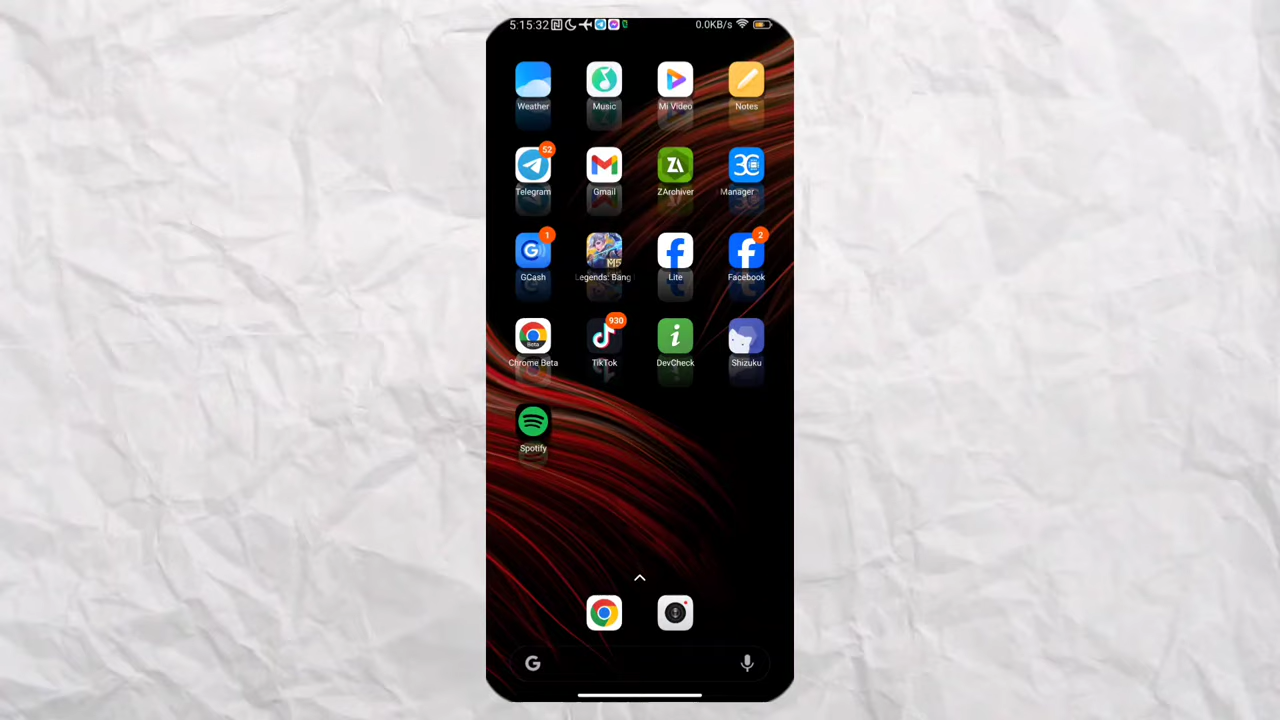 5:15:32 0.0KB/s
Weather Music Mi Video Notes
52
Telegram Gmail ZArchiver Manager
1 2
GCash Legends: Bang Lite Facebook
930
Chrome Beta TikTok DevCheck Shizuku
Spotify